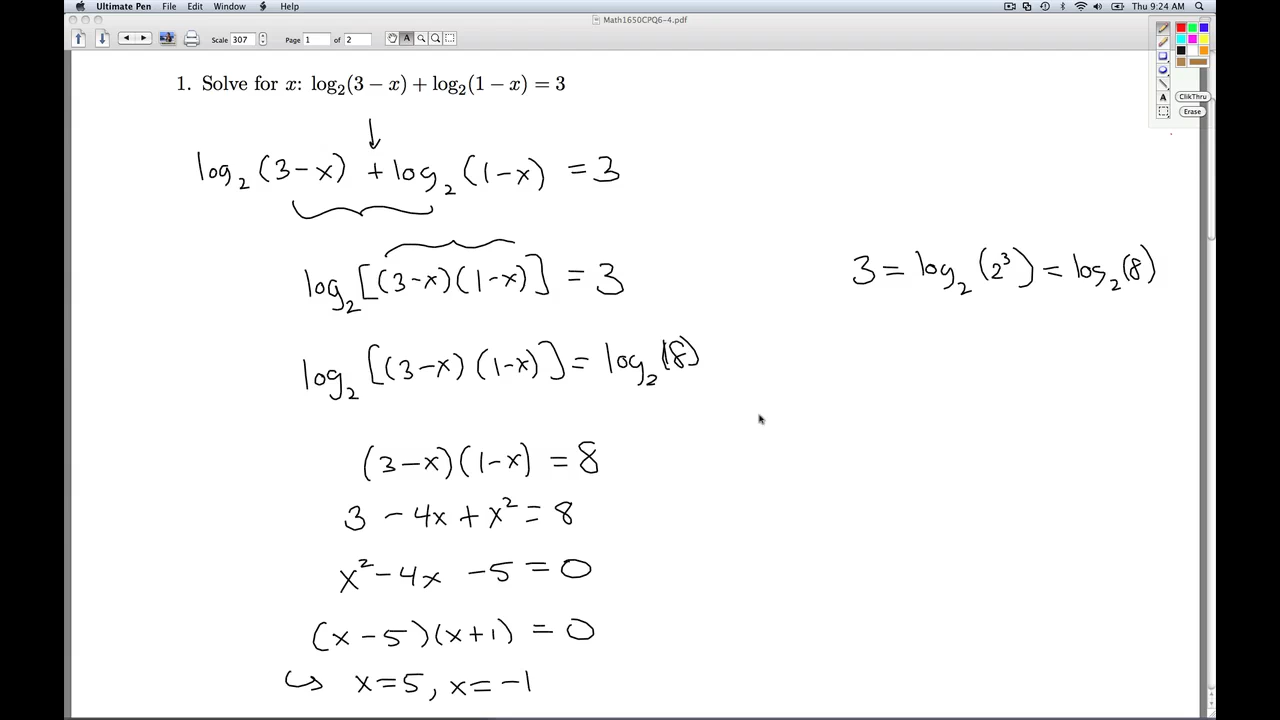 Ultimate Pen File Edit Window Help Thu 9:24 AM
Math1650CPQ6-4.pdf
Scale 307 Page 1 of 2 A
A
ClikThru
Erase
1. Solve for x: log₂(3 − x) + log₂(1 − x) = 3
log₂(3−x) + log₂(1−x) = 3
log₂[(3−x)(1−x)] = 3
3 = log₂(2³) = log₂(8)
log₂[(3−x)(1−x)] = log₂(8)
(3−x)(1−x) = 8
3 − 4x + x² = 8
x² − 4x − 5 = 0
(x − 5)(x + 1) = 0
↪ x = 5, x = −1